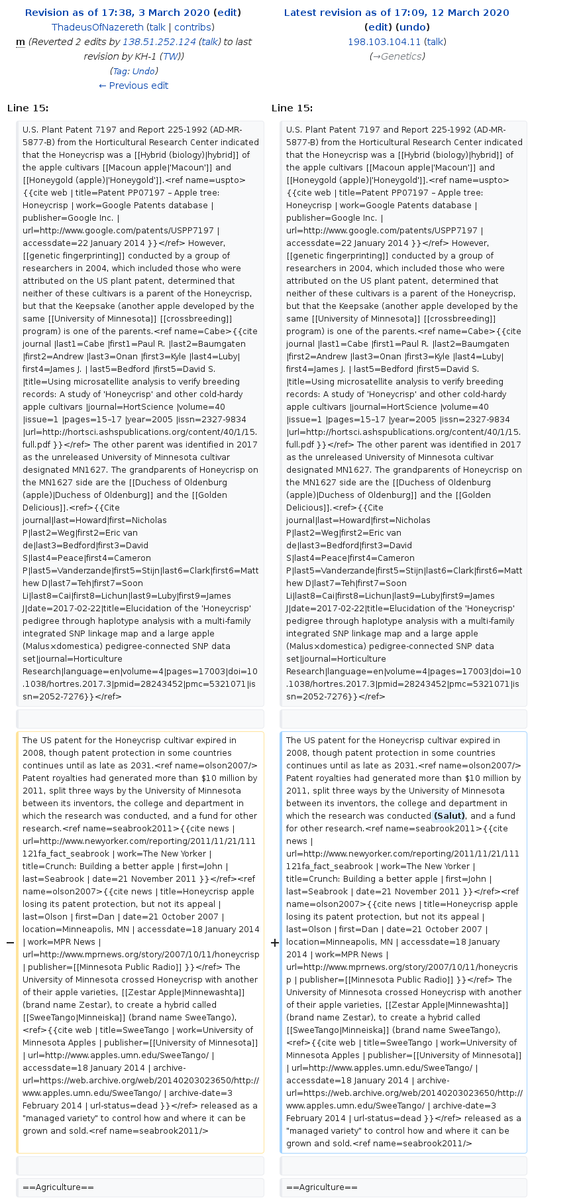 Revision as of 17:38, 3 March 2020 (edit)
ThadeusOfNazereth (talk | contribs)
m (Reverted 2 edits by 138.51.252.124 (talk) to last
revision by KH-1 (TW))
(Tag: Undo)
← Previous edit
Line 15:
U.S. Plant Patent 7197 and Report 225-1992 (AD-MR-
5877-B) from the Horticultural Research Center indicated
that the Honeycrisp was a [[Hybrid (biology)|hybrid]] of
the apple cultivars [[Macoun apple|'Macoun']] and
[[Honeygold (apple)|'Honeygold']].<ref name=uspto>
{{cite web | title=Patent PP07197 – Apple tree:
Honeycrisp | work=Google Patents database |
publisher=Google Inc. |
url=http://www.google.com/patents/USPP7197 |
accessdate=22 January 2014 }}</ref> However,
[[genetic fingerprinting]] conducted by a group of
researchers in 2004, which included those who were
attributed on the US plant patent, determined that
neither of these cultivars is a parent of the Honeycrisp,
but that the Keepsake (another apple developed by the
same [[University of Minnesota]] [[crossbreeding]]
program) is one of the parents.<ref name=Cabe>{{cite
journal |last1=Cabe |first1=Paul R. |last2=Baumgaten
|first2=Andrew |last3=Onan |first3=Kyle |last4=Luby|
first4=James J. | last5=Bedford |first5=David S.
|title=Using microsatellite analysis to verify breeding
records: A study of 'Honeycrisp' and other cold-hardy
apple cultivars |journal=HortScience |volume=40
|issue=1 |pages=15–17 |year=2005 |issn=2327-9834
|url=http://hortsci.ashspublications.org/content/40/1/15.
full.pdf }}</ref> The other parent was identified in 2017
as the unreleased University of Minnesota cultivar
designated MN1627. The grandparents of Honeycrisp on
the MN1627 side are the [[Duchess of Oldenburg
(apple)|Duchess of Oldenburg]] and the [[Golden
Delicious]].<ref>{{Cite
journal|last=Howard|first=Nicholas
P|last2=Weg|first2=Eric van
de|last3=Bedford|first3=David
S|last4=Peace|first4=Cameron
P|last5=Vanderzande|first5=Stijn|last6=Clark|first6=Matt
hew D|last7=Teh|first7=Soon
Li|last8=Cai|first8=Lichun|last9=Luby|first9=James
J|date=2017-02-22|title=Elucidation of the 'Honeycrisp'
pedigree through haplotype analysis with a multi-family
integrated SNP linkage map and a large apple
(Malus×domestica) pedigree-connected SNP data
set|journal=Horticulture
Research|language=en|volume=4|pages=17003|doi=10
.1038/hortres.2017.3|pmid=28243452|pmc=5321071|is
sn=2052-7276}}</ref>
− The US patent for the Honeycrisp cultivar expired in
2008, though patent protection in some countries
continues until as late as 2031.<ref name=olson2007/>
Patent royalties had generated more than $10 million by
2011, split three ways by the University of Minnesota
between its inventors, the college and department in
which the research was conducted, and a fund for other
research.<ref name=seabrook2011>{{cite news |
url=http://www.newyorker.com/reporting/2011/11/21/111
121fa_fact_seabrook | work=The New Yorker |
title=Crunch: Building a better apple | first=John |
last=Seabrook | date=21 November 2011 }}</ref><ref
name=olson2007>{{cite news | title=Honeycrisp apple
losing its patent protection, but not its appeal |
last=Olson | first=Dan | date=21 October 2007 |
location=Minneapolis, MN | accessdate=18 January 2014
| work=MPR News |
url=http://www.mprnews.org/story/2007/10/11/honeycrisp
| publisher=[[Minnesota Public Radio]] }}</ref> The
University of Minnesota crossed Honeycrisp with another
of their apple varieties, [[Zestar Apple|Minnewashta]]
(brand name Zestar), to create a hybrid called
[[SweeTango|Minneiska]] (brand name SweeTango),
<ref>{{cite web | title=SweeTango | work=University of
Minnesota Apples | publisher=[[University of Minnesota]]
| url=http://www.apples.umn.edu/SweeTango/ |
accessdate=18 January 2014 | archive-
url=https://web.archive.org/web/20140203023650/http://
www.apples.umn.edu/SweeTango/ | archive-date=3
February 2014 | url-status=dead }}</ref> released as a
"managed variety" to control how and where it can be
grown and sold.<ref name=seabrook2011/>
==Agriculture==
Latest revision as of 17:09, 12 March 2020
(edit) (undo)
198.103.104.11 (talk)
(→Genetics)
Line 15:
U.S. Plant Patent 7197 and Report 225-1992 (AD-MR-
5877-B) from the Horticultural Research Center indicated
that the Honeycrisp was a [[Hybrid (biology)|hybrid]] of
the apple cultivars [[Macoun apple|'Macoun']] and
[[Honeygold (apple)|'Honeygold']].<ref name=uspto>
{{cite web | title=Patent PP07197 – Apple tree:
Honeycrisp | work=Google Patents database |
publisher=Google Inc. |
url=http://www.google.com/patents/USPP7197 |
accessdate=22 January 2014 }}</ref> However,
[[genetic fingerprinting]] conducted by a group of
researchers in 2004, which included those who were
attributed on the US plant patent, determined that
neither of these cultivars is a parent of the Honeycrisp,
but that the Keepsake (another apple developed by the
same [[University of Minnesota]] [[crossbreeding]]
program) is one of the parents.<ref name=Cabe>{{cite
journal |last1=Cabe |first1=Paul R. |last2=Baumgaten
|first2=Andrew |last3=Onan |first3=Kyle |last4=Luby|
first4=James J. | last5=Bedford |first5=David S.
|title=Using microsatellite analysis to verify breeding
records: A study of 'Honeycrisp' and other cold-hardy
apple cultivars |journal=HortScience |volume=40
|issue=1 |pages=15–17 |year=2005 |issn=2327-9834
|url=http://hortsci.ashspublications.org/content/40/1/15.
full.pdf }}</ref> The other parent was identified in 2017
as the unreleased University of Minnesota cultivar
designated MN1627. The grandparents of Honeycrisp on
the MN1627 side are the [[Duchess of Oldenburg
(apple)|Duchess of Oldenburg]] and the [[Golden
Delicious]].<ref>{{Cite
journal|last=Howard|first=Nicholas
P|last2=Weg|first2=Eric van
de|last3=Bedford|first3=David
S|last4=Peace|first4=Cameron
P|last5=Vanderzande|first5=Stijn|last6=Clark|first6=Matt
hew D|last7=Teh|first7=Soon
Li|last8=Cai|first8=Lichun|last9=Luby|first9=James
J|date=2017-02-22|title=Elucidation of the 'Honeycrisp'
pedigree through haplotype analysis with a multi-family
integrated SNP linkage map and a large apple
(Malus×domestica) pedigree-connected SNP data
set|journal=Horticulture
Research|language=en|volume=4|pages=17003|doi=10
.1038/hortres.2017.3|pmid=28243452|pmc=5321071|is
sn=2052-7276}}</ref>
+ The US patent for the Honeycrisp cultivar expired in
2008, though patent protection in some countries
continues until as late as 2031.<ref name=olson2007/>
Patent royalties had generated more than $10 million by
2011, split three ways by the University of Minnesota
between its inventors, the college and department in
which the research was conducted (Salut), and a fund
for other research.<ref name=seabrook2011>{{cite
news |
url=http://www.newyorker.com/reporting/2011/11/21/111
121fa_fact_seabrook | work=The New Yorker |
title=Crunch: Building a better apple | first=John |
last=Seabrook | date=21 November 2011 }}</ref><ref
name=olson2007>{{cite news | title=Honeycrisp apple
losing its patent protection, but not its appeal |
last=Olson | first=Dan | date=21 October 2007 |
location=Minneapolis, MN | accessdate=18 January
2014 | work=MPR News |
url=http://www.mprnews.org/story/2007/10/11/honeycris
p | publisher=[[Minnesota Public Radio]] }}</ref> The
University of Minnesota crossed Honeycrisp with another
of their apple varieties, [[Zestar Apple|Minnewashta]]
(brand name Zestar), to create a hybrid called
[[SweeTango|Minneiska]] (brand name SweeTango),
<ref>{{cite web | title=SweeTango | work=University of
Minnesota Apples | publisher=[[University of Minnesota]]
| url=http://www.apples.umn.edu/SweeTango/ |
accessdate=18 January 2014 | archive-
url=https://web.archive.org/web/20140203023650/http://
www.apples.umn.edu/SweeTango/ | archive-date=3
February 2014 | url-status=dead }}</ref> released as a
"managed variety" to control how and where it can be
grown and sold.<ref name=seabrook2011/>
==Agriculture==